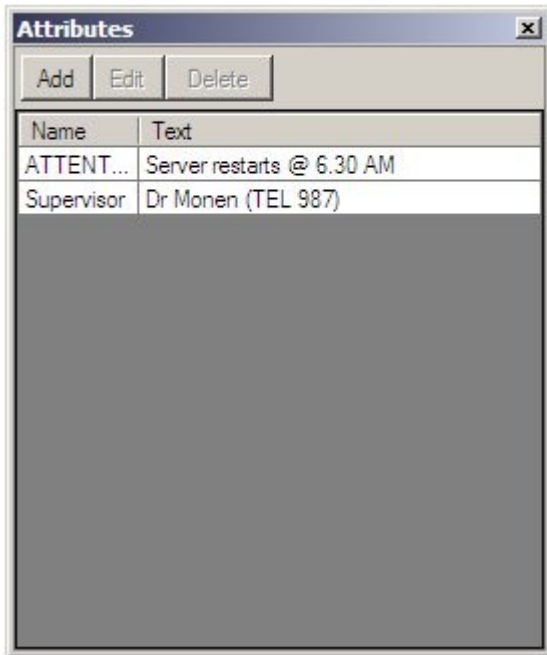 Attributes
Add Edit Delete
Name Text
ATTENT... Server restarts @ 6.30 AM
Supervisor Dr Monen (TEL 987)